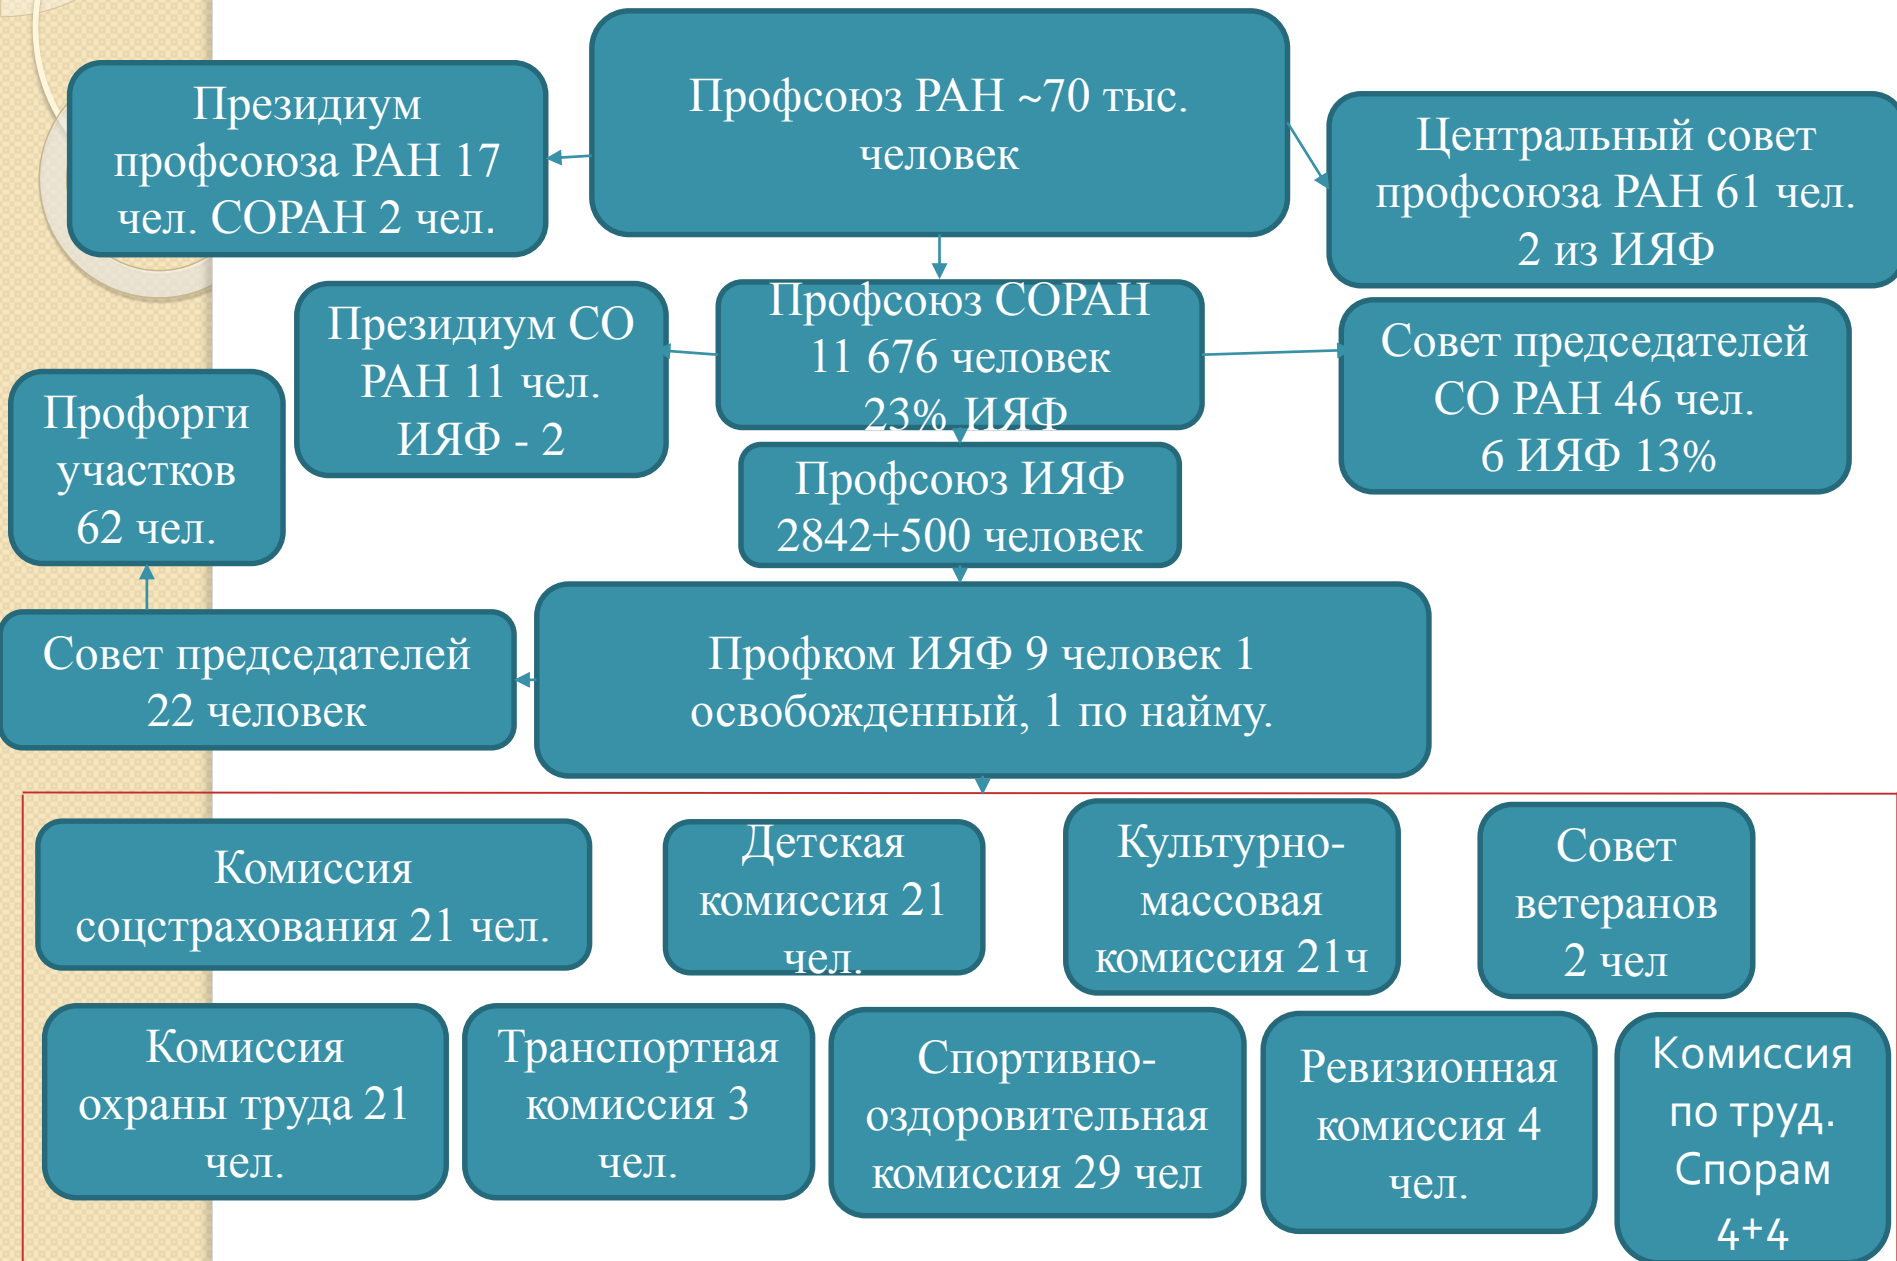 Профсоюз РАН ~70 тыс.
человек
Президиум
профсоюза РАН 17
чел. СОРАН 2 чел.
Центральный совет
профсоюза РАН 61 чел.
2 из ИЯФ
Президиум СО
РАН 11 чел.
ИЯФ - 2
Профсоюз СОРАН
11 676 человек
23% ИЯФ
Совет председателей
СО РАН 46 чел.
6 ИЯФ 13%
Профорги
участков
62 чел.
Профсоюз ИЯФ
2842+500 человек
Совет председателей
22 человек
Профком ИЯФ 9 человек 1
освобожденный, 1 по найму.
Комиссия
соцстрахования 21 чел.
Детская
комиссия 21
чел.
Культурно-
массовая
комиссия 21ч
Совет
ветеранов
2 чел
Комиссия
охраны труда 21
чел.
Транспортная
комиссия 3
чел.
Спортивно-
оздоровительная
комиссия 29 чел
Ревизионная
комиссия 4
чел.
Комиссия
по труд.
Спорам
4+4